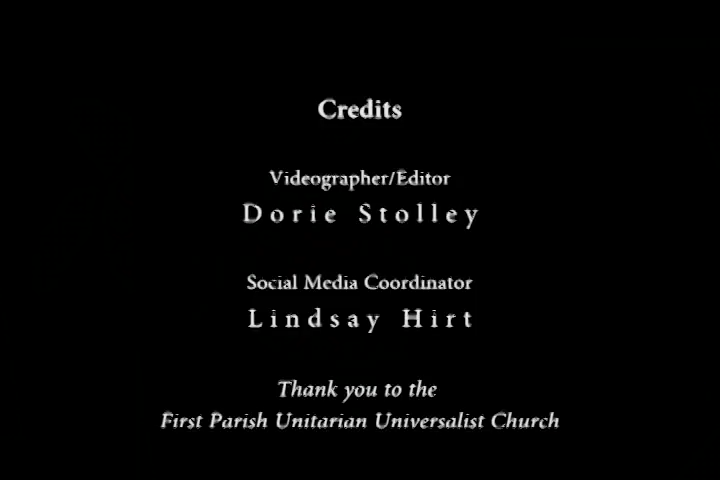 Credits
Videographer/Editor
Dorie Stolley
Social Media Coordinator
Lindsay Hirt
Thank you to the
First Parish Unitarian Universalist Church